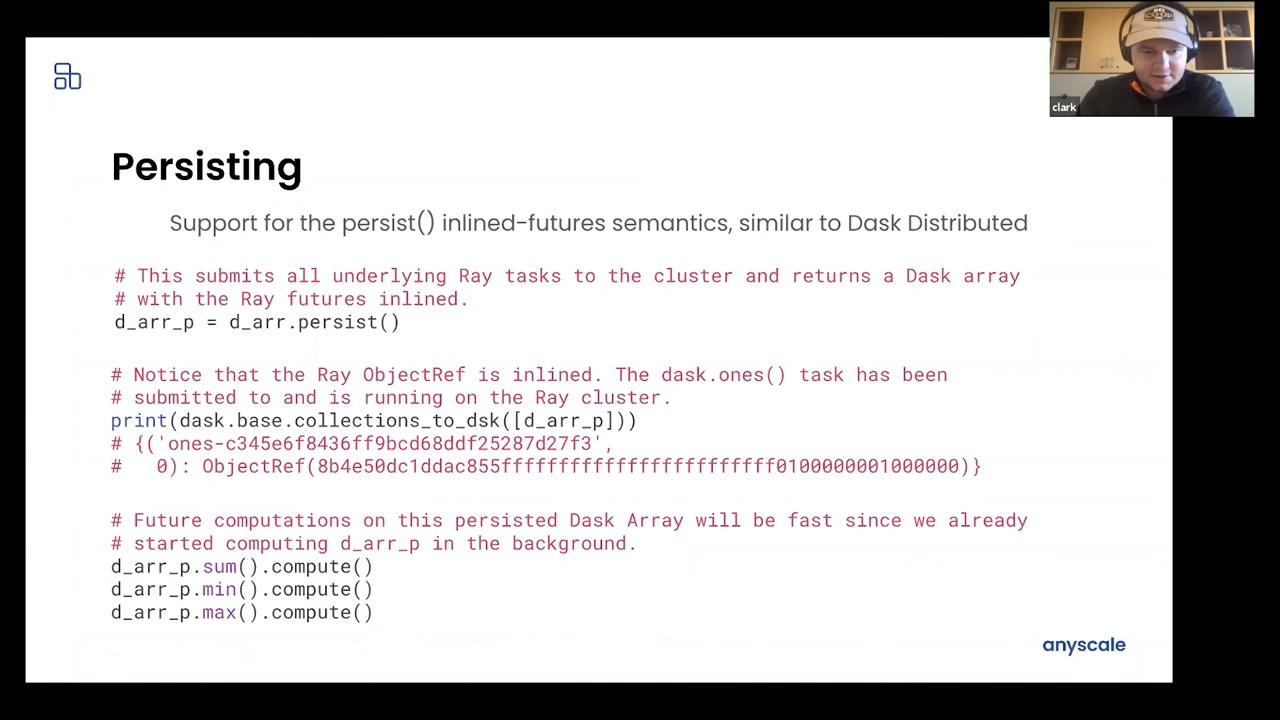 clark
Persisting
Support for the persist() inlined-futures semantics, similar to Dask Distributed
# This submits all underlying Ray tasks to the cluster and returns a Dask array
# with the Ray futures inlined.
d_arr_p = d_arr.persist()
# Notice that the Ray ObjectRef is inlined. The dask.ones() task has been
# submitted to and is running on the Ray cluster.
print(dask.base.collections_to_dsk([d_arr_p]))
# {('ones-c345e6f8436ff9bcd68ddf25287d27f3',
#   0): ObjectRef(8b4e50dc1ddac855ffffffffffffffffffffffff0100000001000000)}
# Future computations on this persisted Dask Array will be fast since we already
# started computing d_arr_p in the background.
d_arr_p.sum().compute()
d_arr_p.min().compute()
d_arr_p.max().compute()
anyscale